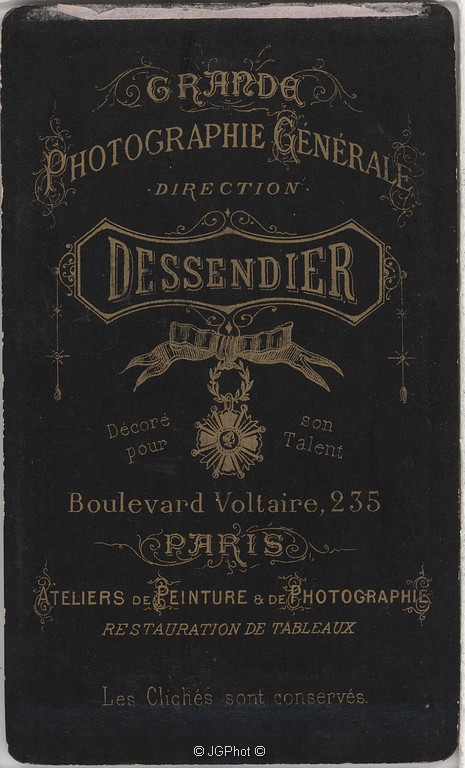 GRANDE
PHOTOGRAPHIE GÉNÉRALE
· DIRECTION ·
DESSENDIER
Décoré son
pour Talent
Boulevard Voltaire, 235
PARIS
ATELIERS DE PEINTURE & DE PHOTOGRAPHIE
RESTAURATION DE TABLEAUX
Les Clichés sont conservés.
© JGPhot ©